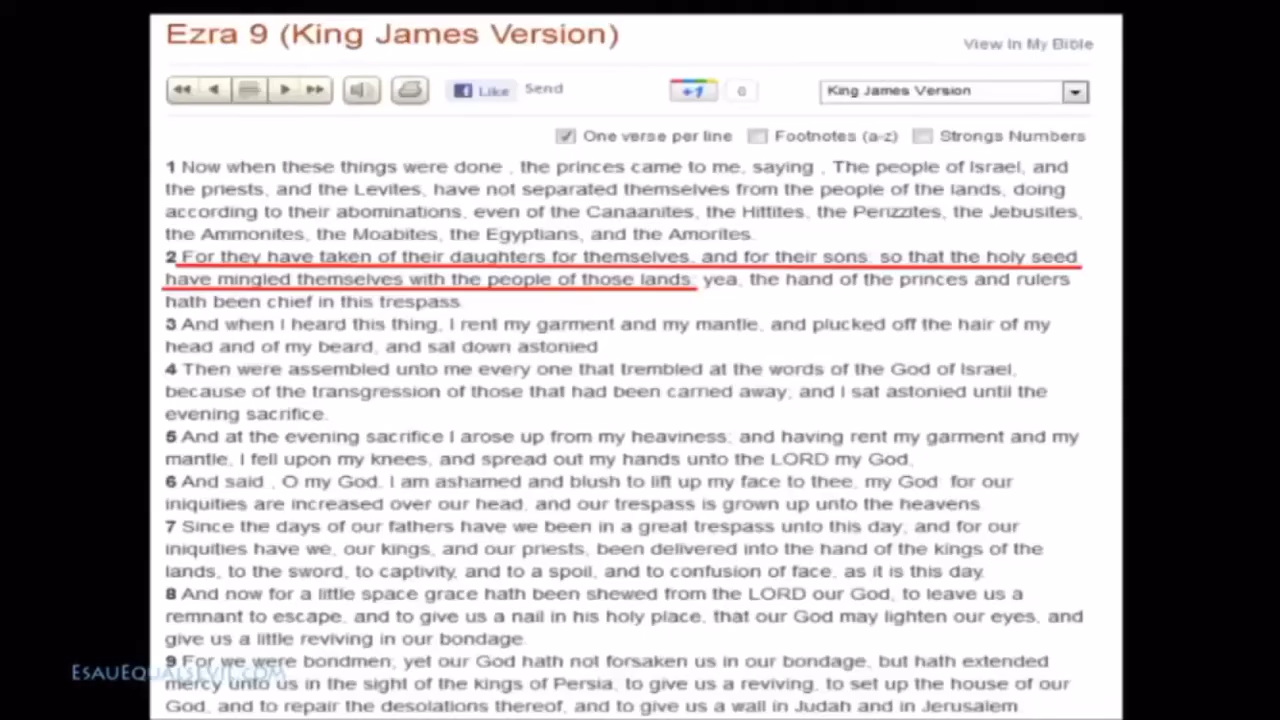 Ezra 9 (King James Version)
View In My Bible
Like Send
+1 0
King James Version
One verse per line Footnotes (a-z) Strongs Numbers
1 Now when these things were done , the princes came to me, saying , The people of Israel, and
the priests, and the Levites, have not separated themselves from the people of the lands, doing
according to their abominations, even of the Canaanites, the Hittites, the Perizzites, the Jebusites,
the Ammonites, the Moabites, the Egyptians, and the Amorites.
2 For they have taken of their daughters for themselves, and for their sons: so that the holy seed
have mingled themselves with the people of those lands: yea, the hand of the princes and rulers
hath been chief in this trespass.
3 And when I heard this thing, I rent my garment and my mantle, and plucked off the hair of my
head and of my beard, and sat down astonied
4 Then were assembled unto me every one that trembled at the words of the God of Israel,
because of the transgression of those that had been carried away; and I sat astonied until the
evening sacrifice.
5 And at the evening sacrifice I arose up from my heaviness; and having rent my garment and my
mantle, I fell upon my knees, and spread out my hands unto the LORD my God,
6 And said , O my God, I am ashamed and blush to lift up my face to thee, my God: for our
iniquities are increased over our head, and our trespass is grown up unto the heavens.
7 Since the days of our fathers have we been in a great trespass unto this day; and for our
iniquities have we, our kings, and our priests, been delivered into the hand of the kings of the
lands, to the sword, to captivity, and to a spoil, and to confusion of face, as it is this day.
8 And now for a little space grace hath been shewed from the LORD our God, to leave us a
remnant to escape, and to give us a nail in his holy place, that our God may lighten our eyes, and
give us a little reviving in our bondage.
9 For we were bondmen; yet our God hath not forsaken us in our bondage, but hath extended
EsauEqualsEvil.com
mercy unto us in the sight of the kings of Persia, to give us a reviving, to set up the house of our
God, and to repair the desolations thereof, and to give us a wall in Judah and in Jerusalem